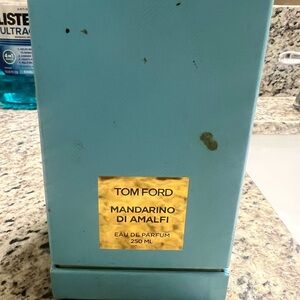 LISTE
ULTRA
TOM FORD
MANDARINO
DI AMALFI
EAU DE PARFUM
250 ML